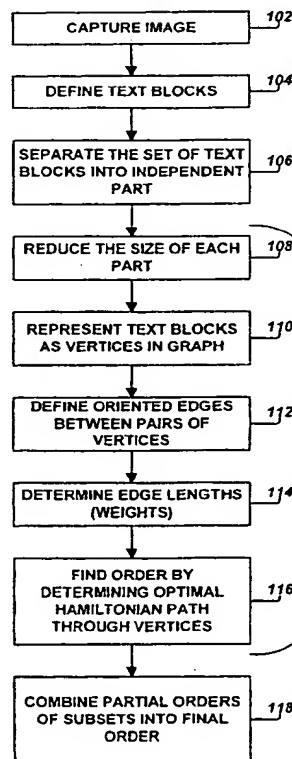 CAPTURE IMAGE
102
DEFINE TEXT BLOCKS
104
SEPARATE THE SET OF TEXT
BLOCKS INTO INDEPENDENT
PART
106
REDUCE THE SIZE OF EACH
PART
108
REPRESENT TEXT BLOCKS
AS VERTICES IN GRAPH
110
DEFINE ORIENTED EDGES
BETWEEN PAIRS OF
VERTICES
112
DETERMINE EDGE LENGTHS
(WEIGHTS)
114
FIND ORDER BY
DETERMINING OPTIMAL
HAMILTONIAN PATH
THROUGH VERTICES
116
COMBINE PARTIAL ORDERS
OF SUBSETS INTO FINAL
ORDER
118